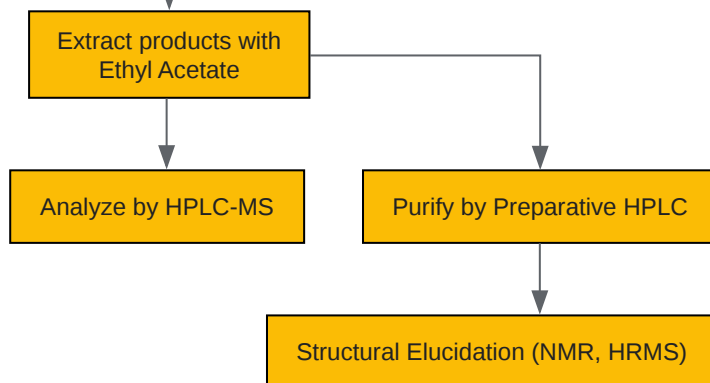 Extract products with
Ethyl Acetate
Analyze by HPLC-MS
Purify by Preparative HPLC
Structural Elucidation (NMR, HRMS)